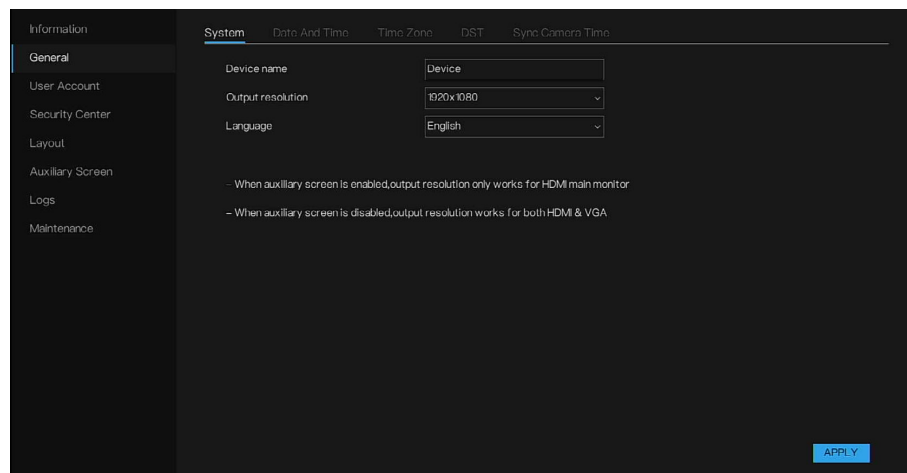 Information
General
User Account
Security Center
Layout
Auxiliary Screen
Logs
Maintenance
System Date And Time Time Zone DST Sync Camera Time
Device name Device
Output resolution 1920x1080
Language English
- When auxiliary screen is enabled,output resolution only works for HDMI main monitor
- When auxiliary screen is disabled,output resolution works for both HDMI & VGA
APPLY